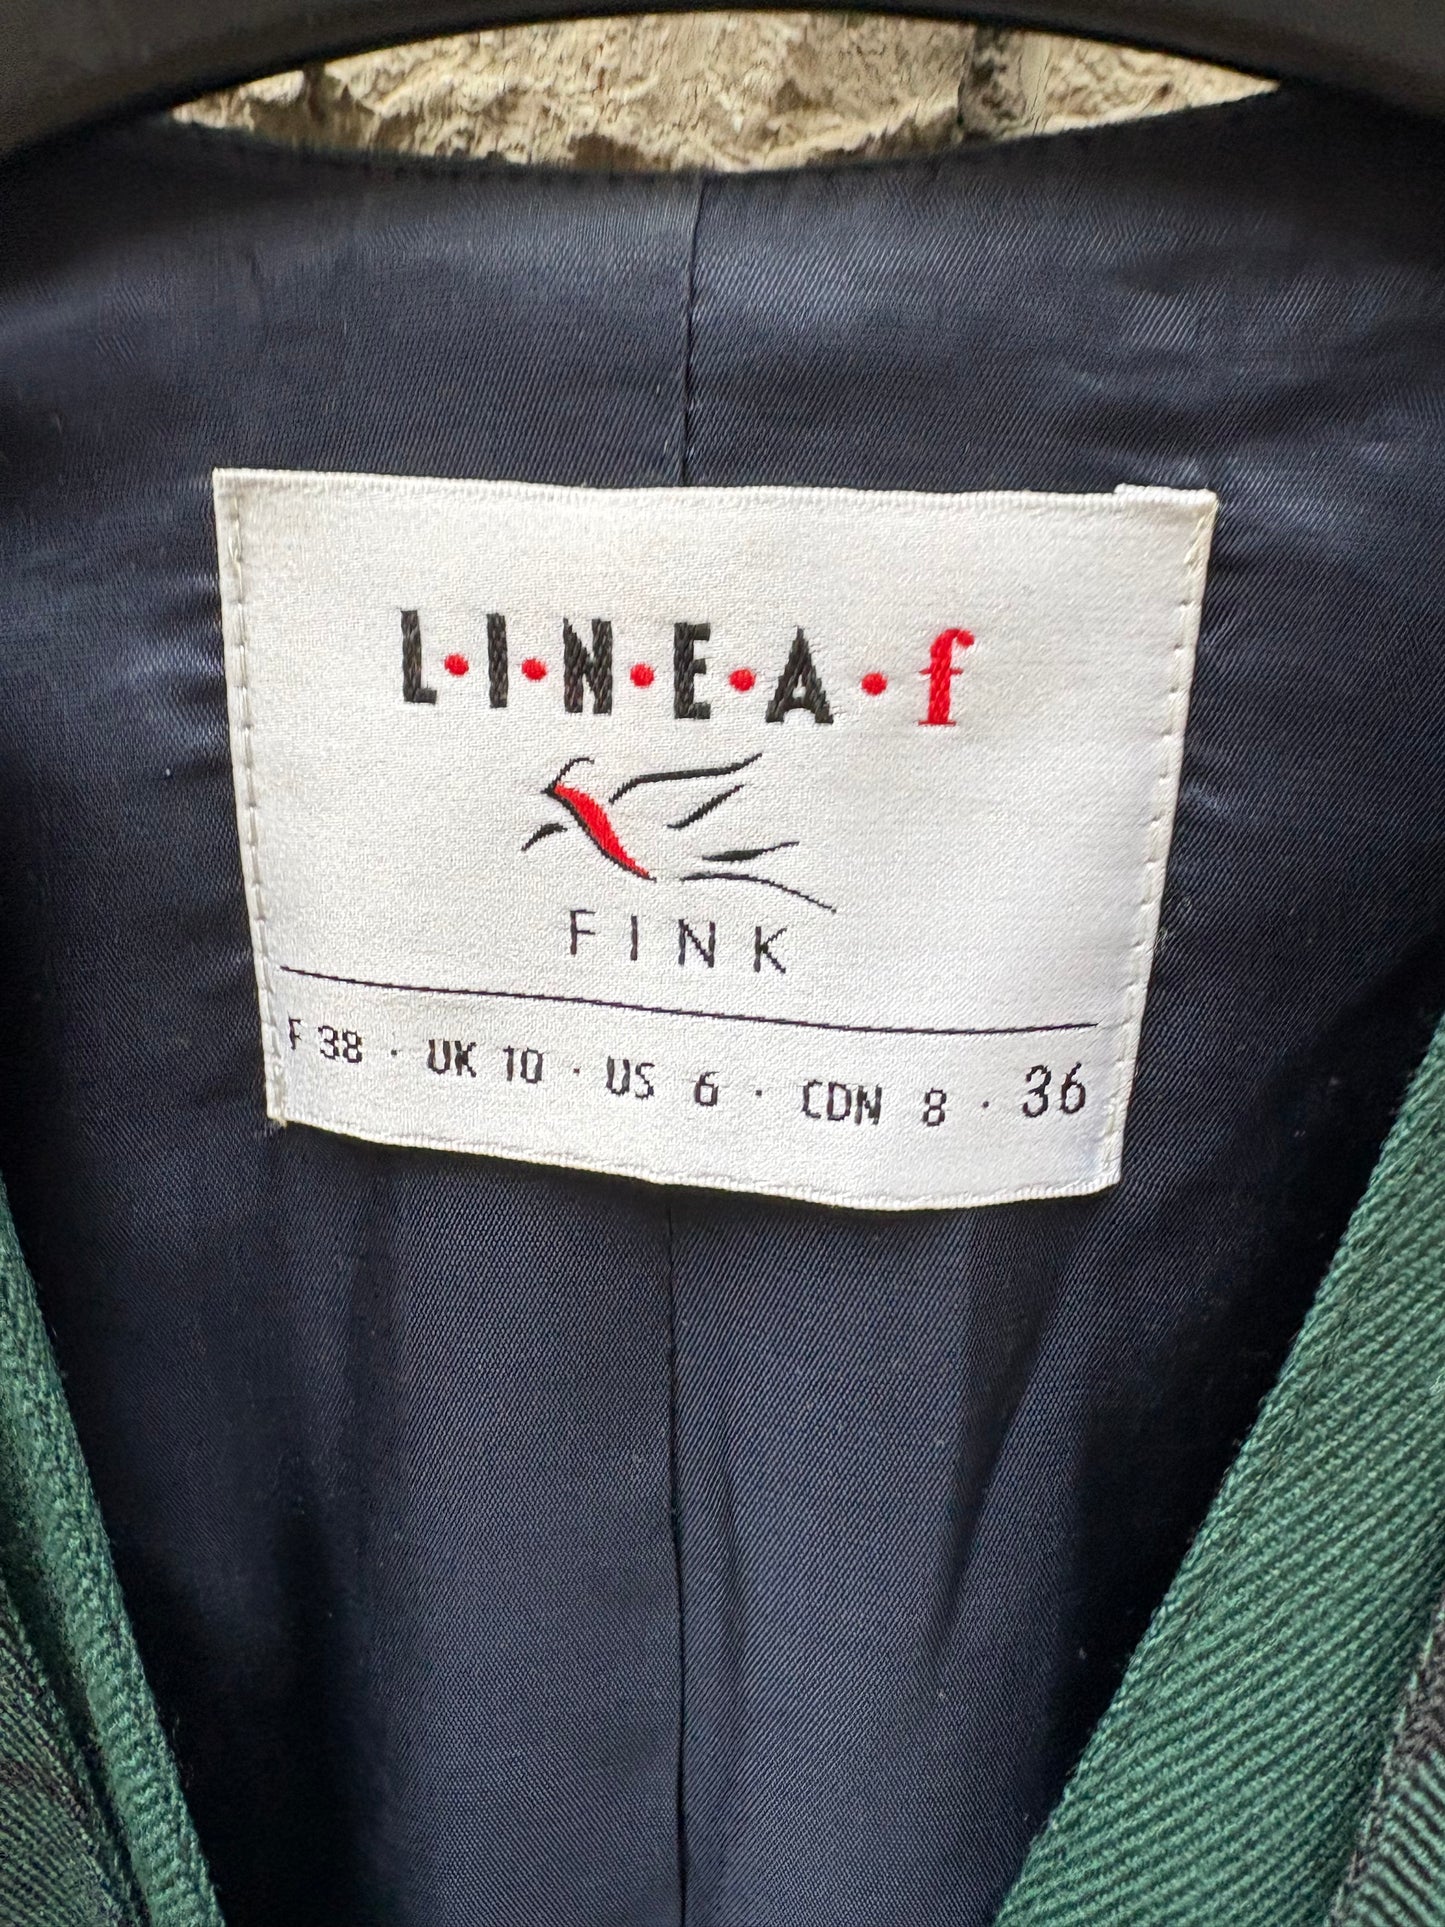 L·I·N·E·A·f
FINK
F 38 · UK 10 · US 6 · CDN 8 · 36